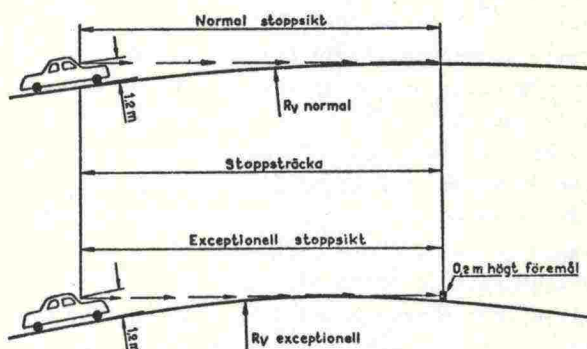 Normal stoppsikt
1.2 m
Ry normal
Stoppsträcka
Exceptionell stoppsikt
0,2 m högt föremål
1,2 m
Ry exceptionell